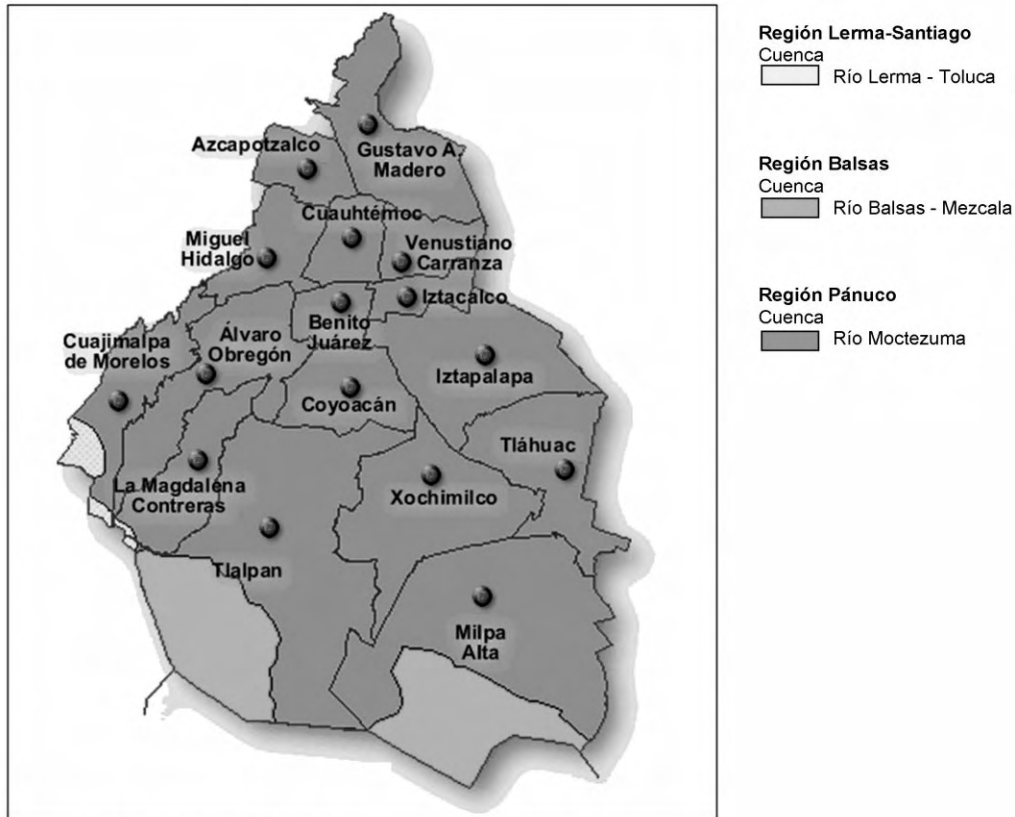 Región Lerma-Santiago
Cuenca
Río Lerma - Toluca
Región Balsas
Cuenca
Río Balsas - Mezcala
Región Pánuco
Cuenca
Río Moctezuma
Azcapotzalco
Gustavo A.
Madero
Cuauhtémoc
Miguel
Hidalgo
Venustiano
Carranza
Iztacalco
Benito
Juárez
Cuajimalpa
de Morelos
Álvaro
Obregón
Iztapalapa
Coyoacán
Tláhuac
La Magdalena
Contreras
Xochimilco
Tlalpan
Milpa
Alta